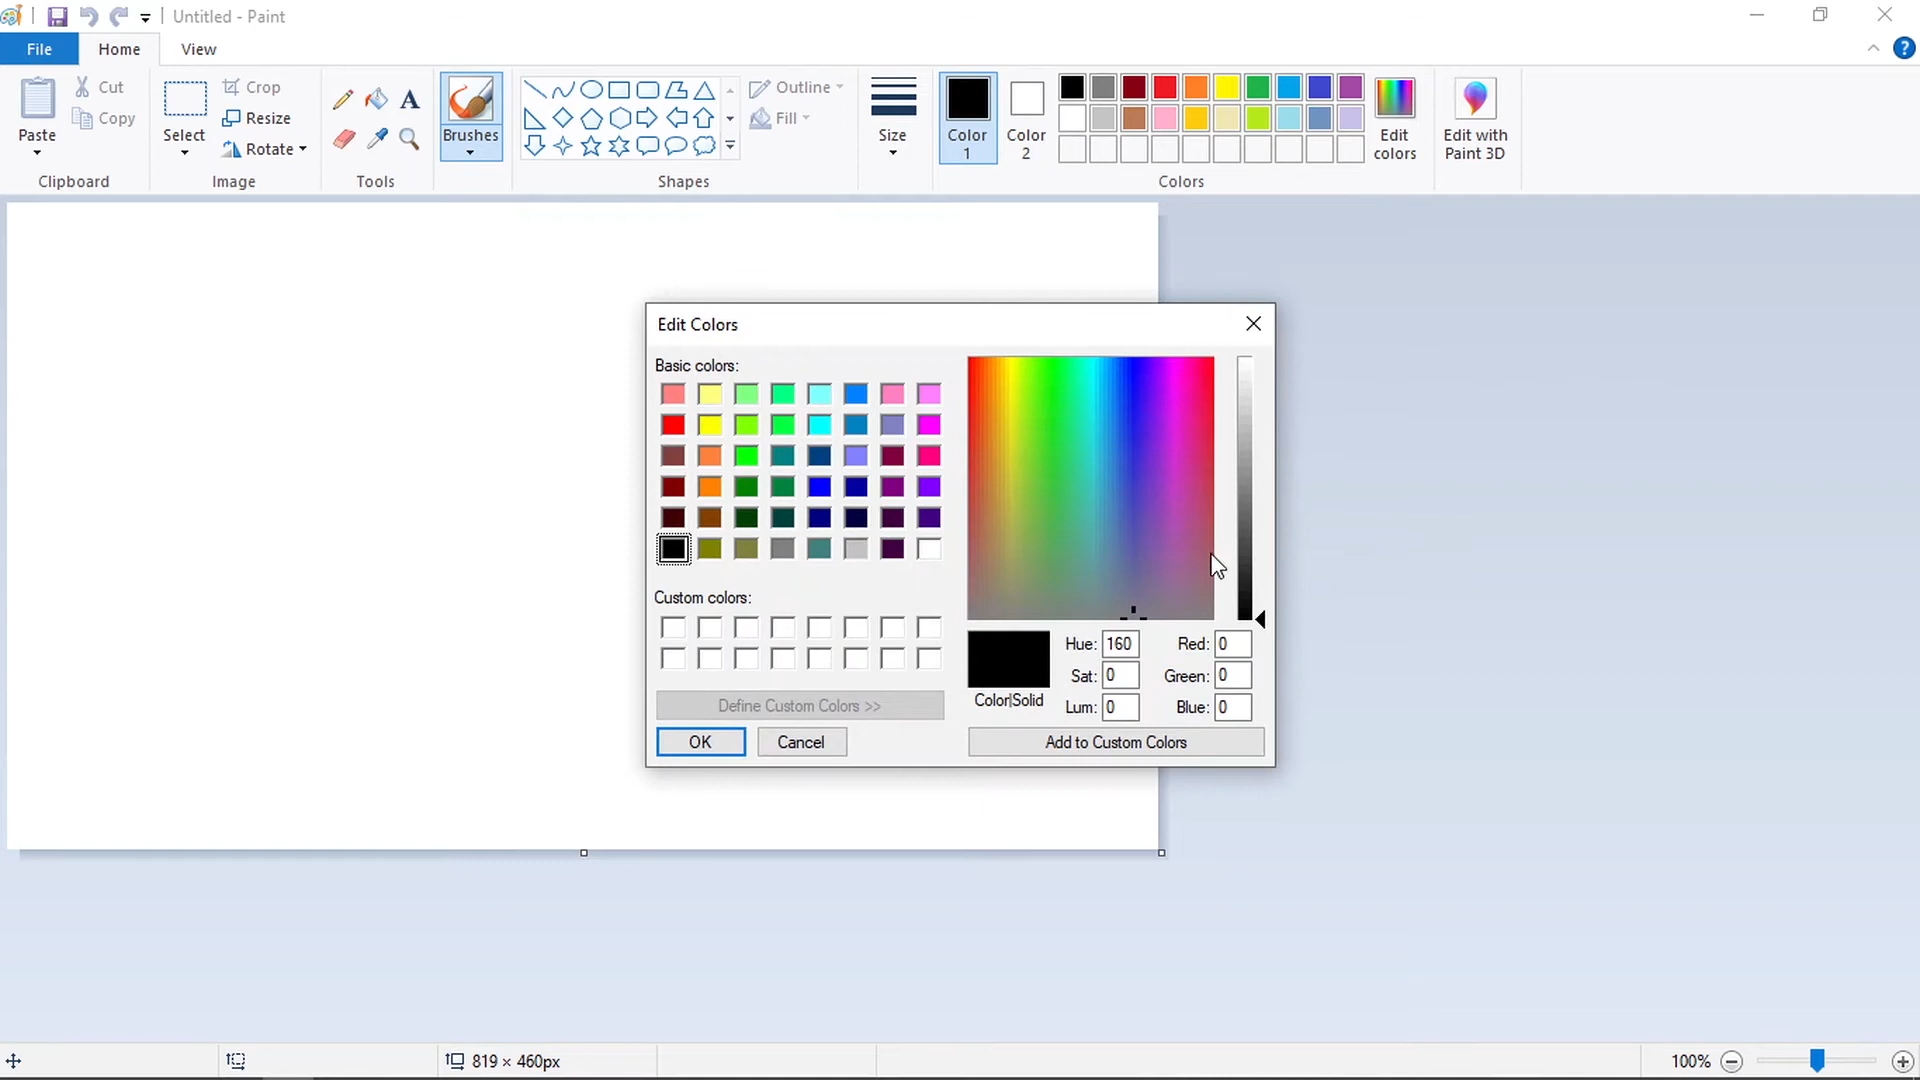 Untitled - Paint
File
Home
View
?
Paste
Cut
Copy
Clipboard
Select
Crop
Resize
Rotate
Image
A
Tools
Brushes
Shapes
Outline
Fill
Size
Color
1
Color
2
Edit
colors
Colors
Edit with
Paint 3D
Edit Colors
Basic colors:
Custom colors:
Define Custom Colors >>
OK
Cancel
Color|Solid
Hue: 160
Sat: 0
Lum: 0
Red: 0
Green: 0
Blue: 0
Add to Custom Colors
819 × 460px
100%